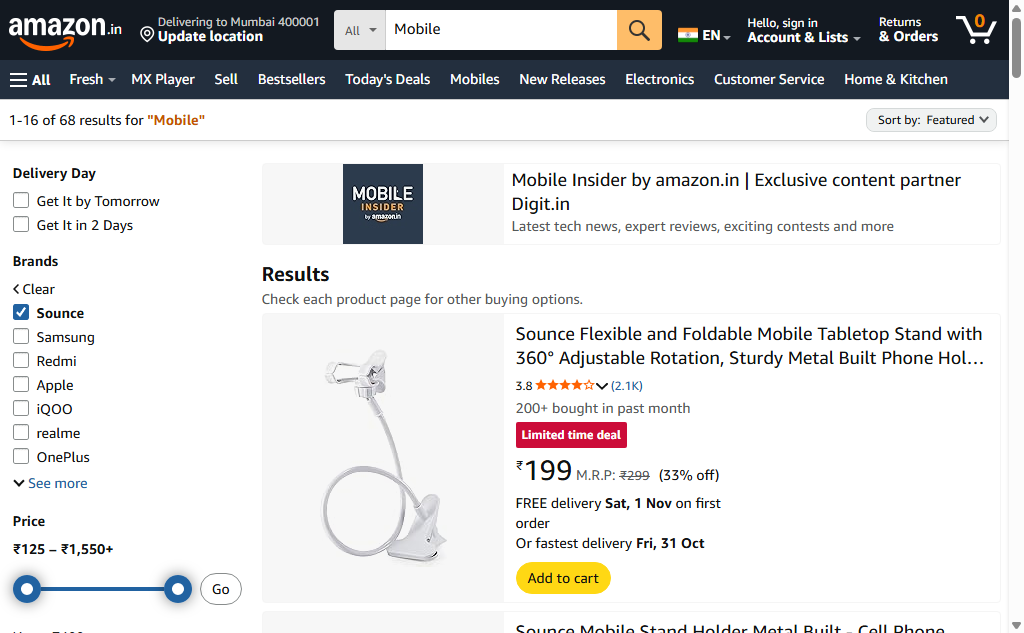 amazon.in
Delivering to Mumbai 400001
Update location
All
Mobile
EN
Hello, sign in
Account & Lists
Returns
& Orders
0
All
Fresh
MX Player
Sell
Bestsellers
Today's Deals
Mobiles
New Releases
Electronics
Customer Service
Home & Kitchen
1-16 of 68 results for "Mobile"
Sort by: Featured
Delivery Day
Get It by Tomorrow
Get It in 2 Days
Brands
Clear
Sounce
Samsung
Redmi
Apple
iQOO
realme
OnePlus
See more
Price
₹125 – ₹1,550+
Go
MOBILE
INSIDER
by amazon.in
Mobile Insider by amazon.in | Exclusive content partner
Digit.in
Latest tech news, expert reviews, exciting contests and more
Results
Check each product page for other buying options.
Sounce Flexible and Foldable Mobile Tabletop Stand with
360° Adjustable Rotation, Sturdy Metal Built Phone Hol…
3.8 (2.1K)
200+ bought in past month
Limited time deal
₹199 M.R.P: ₹299 (33% off)
FREE delivery Sat, 1 Nov on first
order
Or fastest delivery Fri, 31 Oct
Add to cart
Sounce Mobile Stand Holder Metal Built - Cell Phone